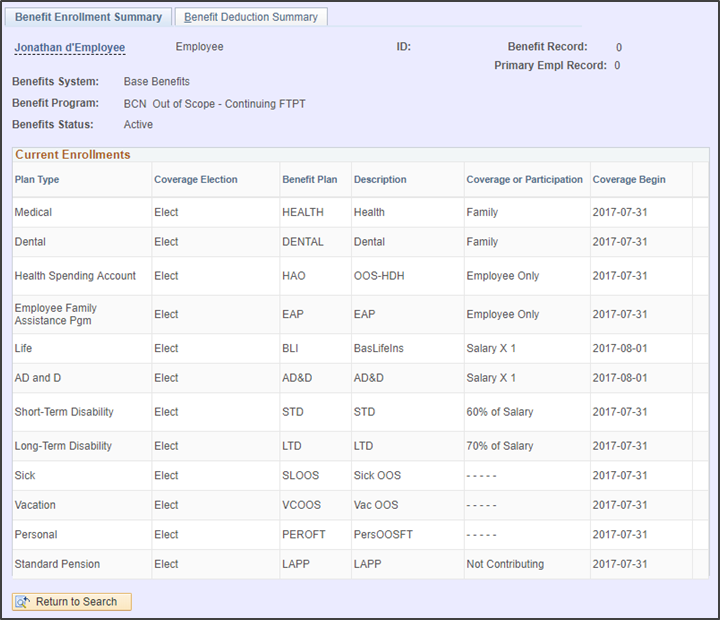 Benefit Enrollment Summary Benefit Deduction Summary
Jonathan d'Employee Employee ID: Benefit Record: 0
Primary Empl Record: 0
Benefits System: Base Benefits
Benefit Program: BCN Out of Scope - Continuing FTPT
Benefits Status: Active
Current Enrollments
Plan Type Coverage Election Benefit Plan Description Coverage or Participation Coverage Begin
Medical Elect HEALTH Health Family 2017-07-31
Dental Elect DENTAL Dental Family 2017-07-31
Health Spending Account Elect HAO OOS-HDH Employee Only 2017-07-31
Employee Family
Assistance Pgm Elect EAP EAP Employee Only 2017-07-31
Life Elect BLI BasLifeIns Salary X 1 2017-08-01
AD and D Elect AD&D AD&D Salary X 1 2017-08-01
Short-Term Disability Elect STD STD 60% of Salary 2017-07-31
Long-Term Disability Elect LTD LTD 70% of Salary 2017-07-31
Sick Elect SLOOS Sick OOS - - - - - 2017-07-31
Vacation Elect VCOOS Vac OOS - - - - - 2017-07-31
Personal Elect PEROFT PersOOSFT - - - - - 2017-07-31
Standard Pension Elect LAPP LAPP Not Contributing 2017-07-31
Return to Search